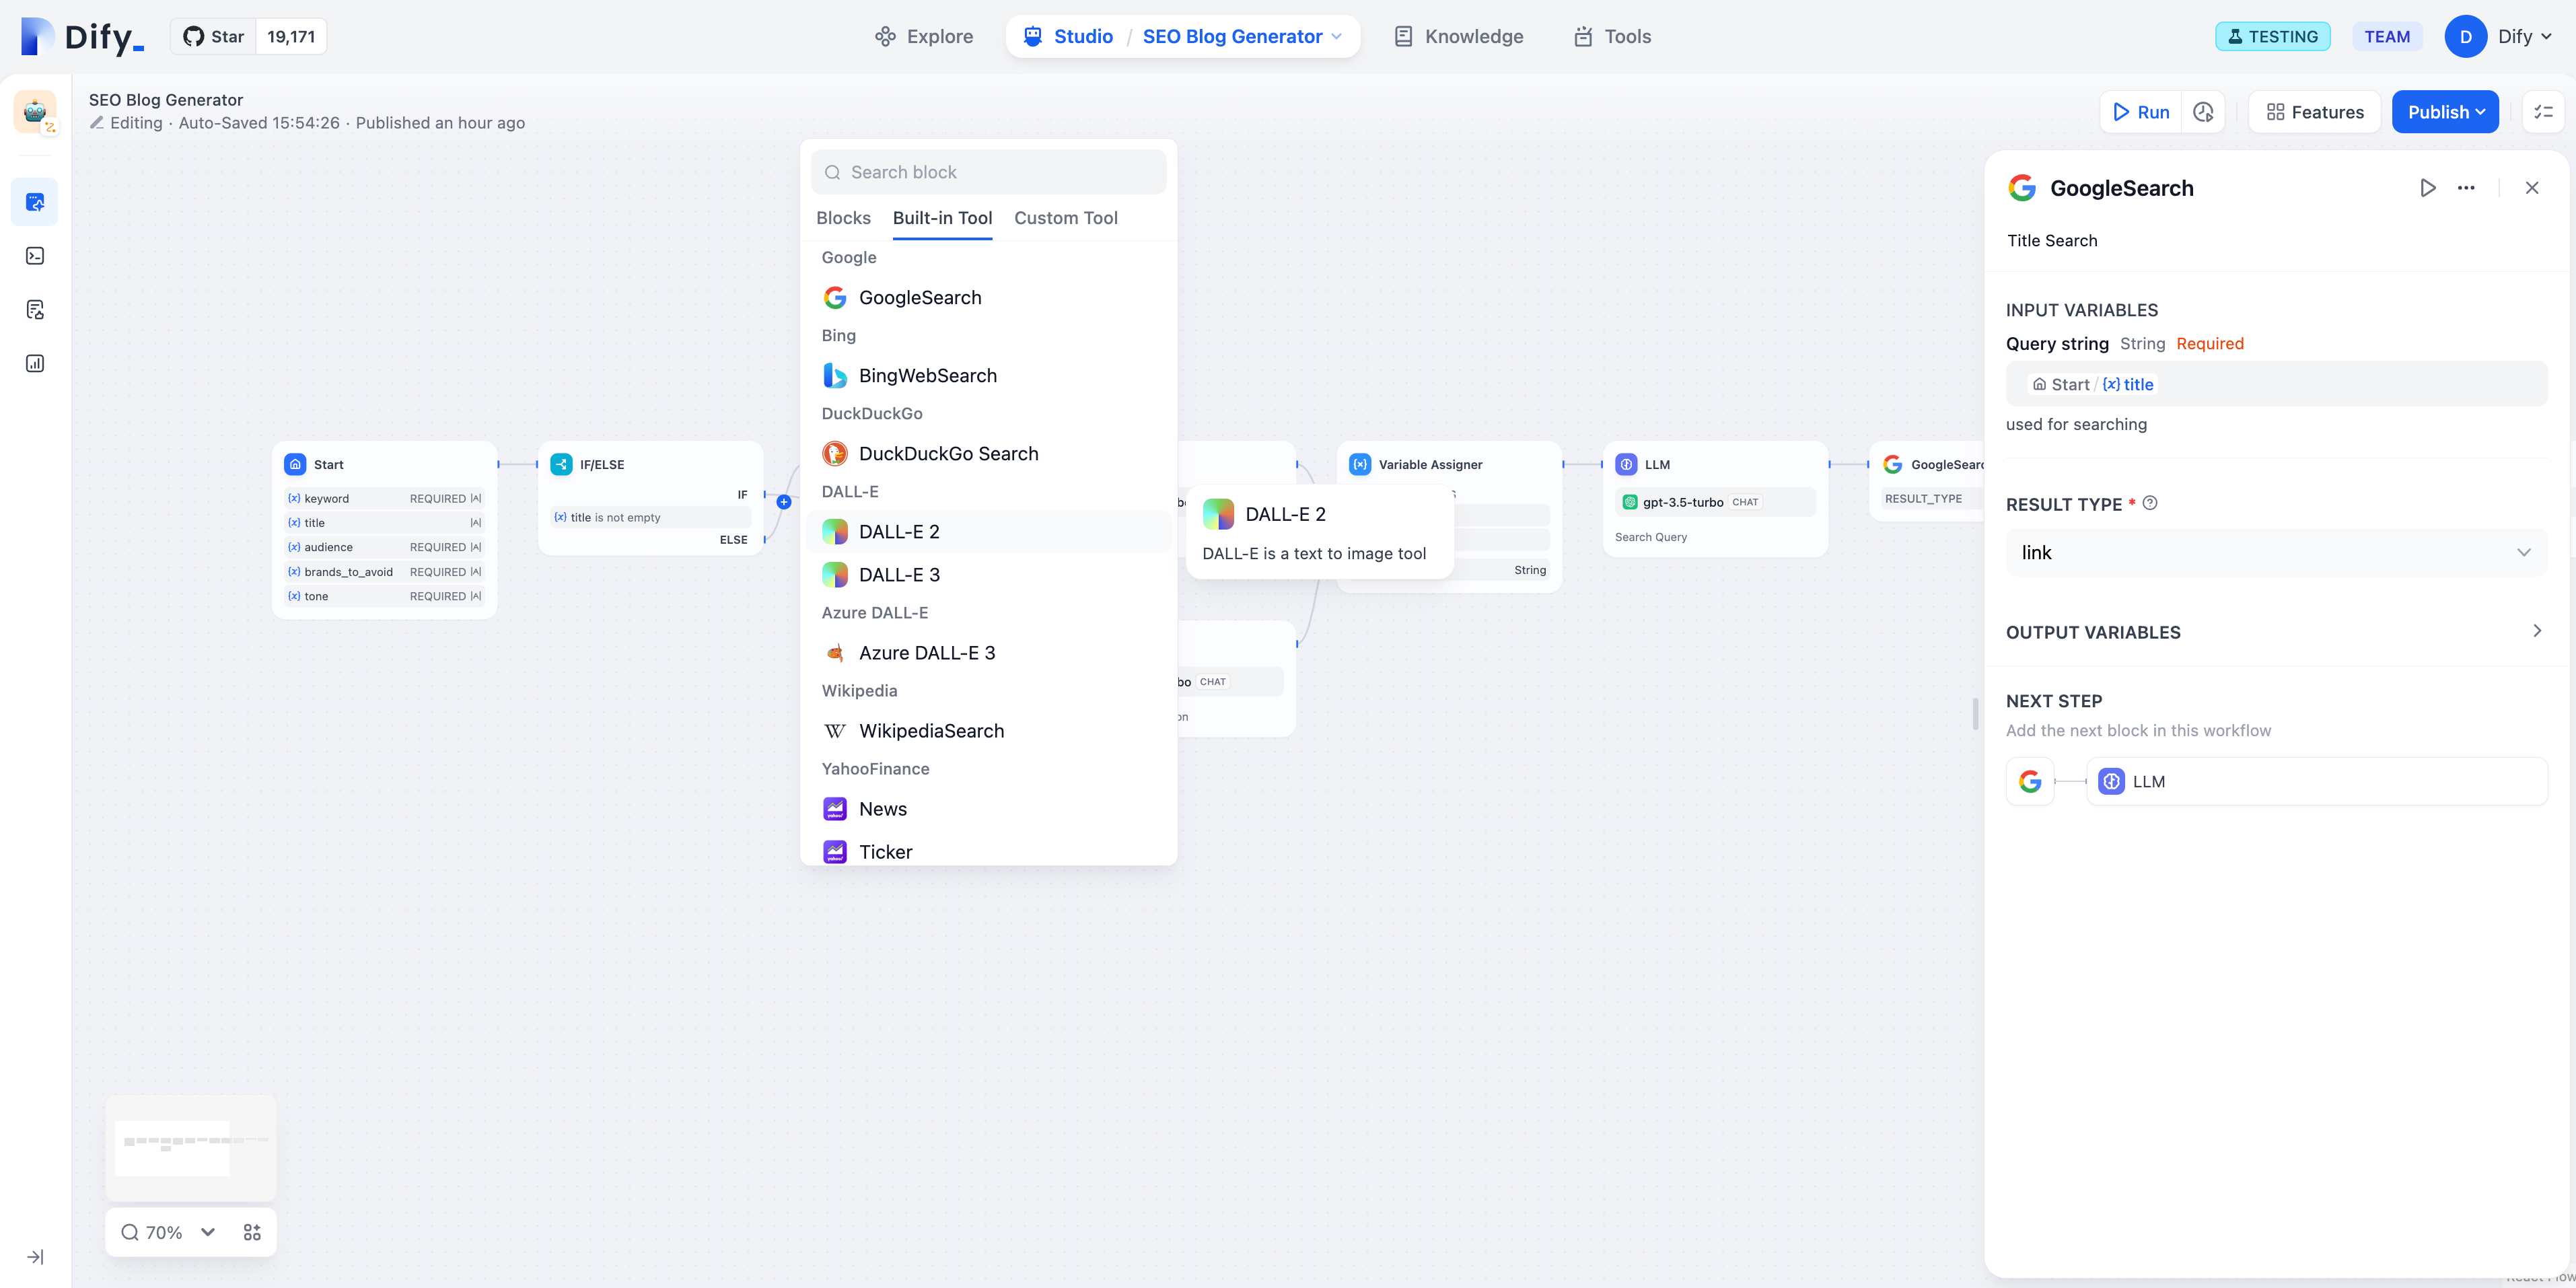 Dify_
Star 19,171
Explore
Studio / SEO Blog Generator
Knowledge
Tools
TESTING
TEAM
D Dify
SEO Blog Generator
Editing · Auto-Saved 15:54:26 · Published an hour ago
Run
Features
Publish
Search block
Blocks Built-in Tool Custom Tool
Google
GoogleSearch
Bing
BingWebSearch
DuckDuckGo
DuckDuckGo Search
DALL-E
DALL-E 2
DALL-E 3
Azure DALL-E
Azure DALL-E 3
Wikipedia
WikipediaSearch
YahooFinance
News
Ticker
Start
{x} keyword REQUIRED
{x} title
{x} audience REQUIRED
{x} brands_to_avoid REQUIRED
{x} tone REQUIRED
IF/ELSE
IF
{x} title is not empty
ELSE
DALL-E 2
DALL-E is a text to image tool
CHAT
Variable Assigner
String
LLM
gpt-3.5-turbo CHAT
Search Query
GoogleSearc
RESULT_TYPE
GoogleSearch
Title Search
INPUT VARIABLES
Query string String Required
Start / {x} title
used for searching
RESULT TYPE *
link
OUTPUT VARIABLES
NEXT STEP
Add the next block in this workflow
LLM
70%